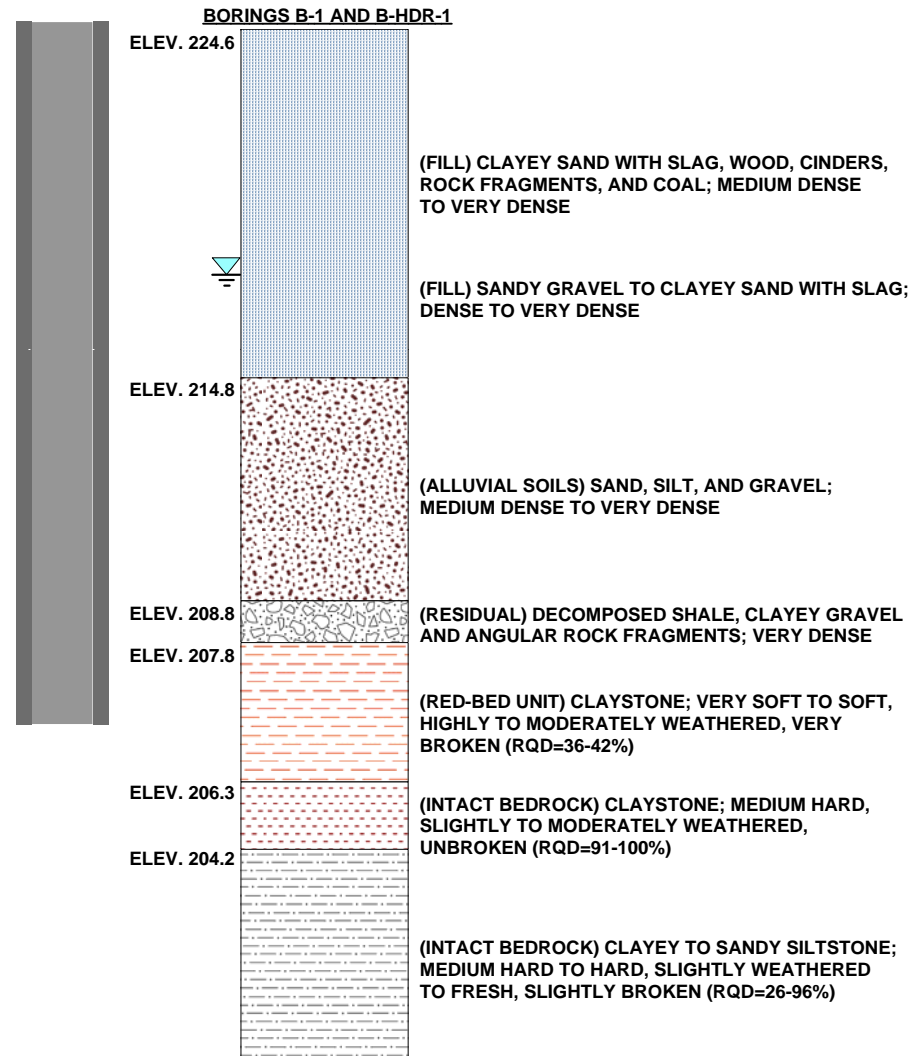 BORINGS B-1 AND B-HDR-1
ELEV. 224.6
(FILL) CLAYEY SAND WITH SLAG, WOOD, CINDERS,
ROCK FRAGMENTS, AND COAL; MEDIUM DENSE
TO VERY DENSE
(FILL) SANDY GRAVEL TO CLAYEY SAND WITH SLAG;
DENSE TO VERY DENSE
ELEV. 214.8
(ALLUVIAL SOILS) SAND, SILT, AND GRAVEL;
MEDIUM DENSE TO VERY DENSE
ELEV. 208.8
(RESIDUAL) DECOMPOSED SHALE, CLAYEY GRAVEL
AND ANGULAR ROCK FRAGMENTS; VERY DENSE
ELEV. 207.8
(RED-BED UNIT) CLAYSTONE; VERY SOFT TO SOFT,
HIGHLY TO MODERATELY WEATHERED, VERY
BROKEN (RQD=36-42%)
ELEV. 206.3
(INTACT BEDROCK) CLAYSTONE; MEDIUM HARD,
SLIGHTLY TO MODERATELY WEATHERED,
UNBROKEN (RQD=91-100%)
ELEV. 204.2
(INTACT BEDROCK) CLAYEY TO SANDY SILTSTONE;
MEDIUM HARD TO HARD, SLIGHTLY WEATHERED
TO FRESH, SLIGHTLY BROKEN (RQD=26-96%)